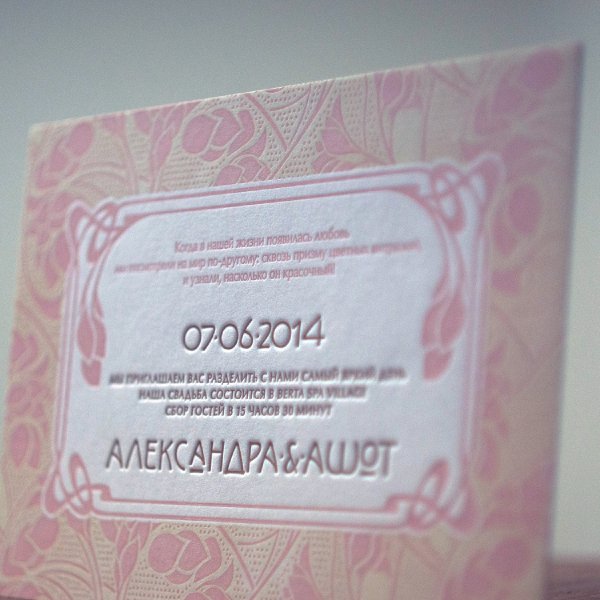 Когда в нашей жизни появилась любовь
мы посмотрели на мир по-другому: сквозь призму цветных витражей,
и узнали, насколько он красочный!
07·06·2014
МЫ ПРИГЛАШАЕМ ВАС РАЗДЕЛИТЬ С НАМИ САМЫЙ ЯРКИЙ ДЕНЬ
НАША СВАДЬБА СОСТОИТСЯ В BERTA SPA VILLAGE
СБОР ГОСТЕЙ В 15 ЧАСОВ 30 МИНУТ
АЛЕКСАНДРА·&·АШОТ